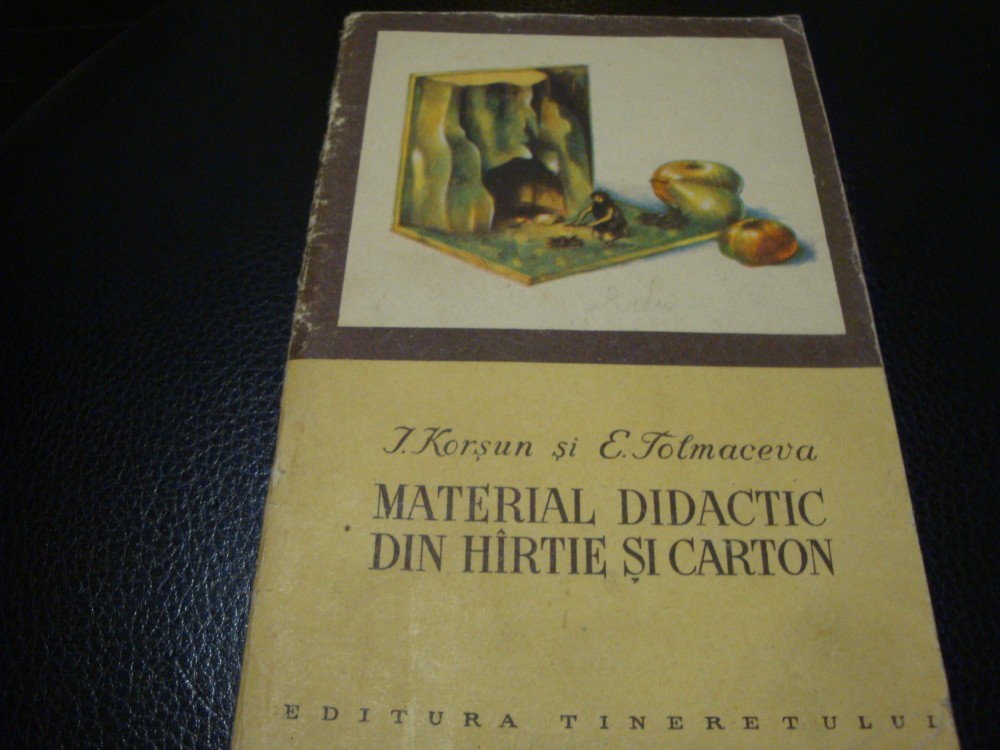 I. Korșun și E. Tolmaceva
MATERIAL DIDACTIC
DIN HÎRTIE ȘI CARTON
EDITURA TINERETULUI